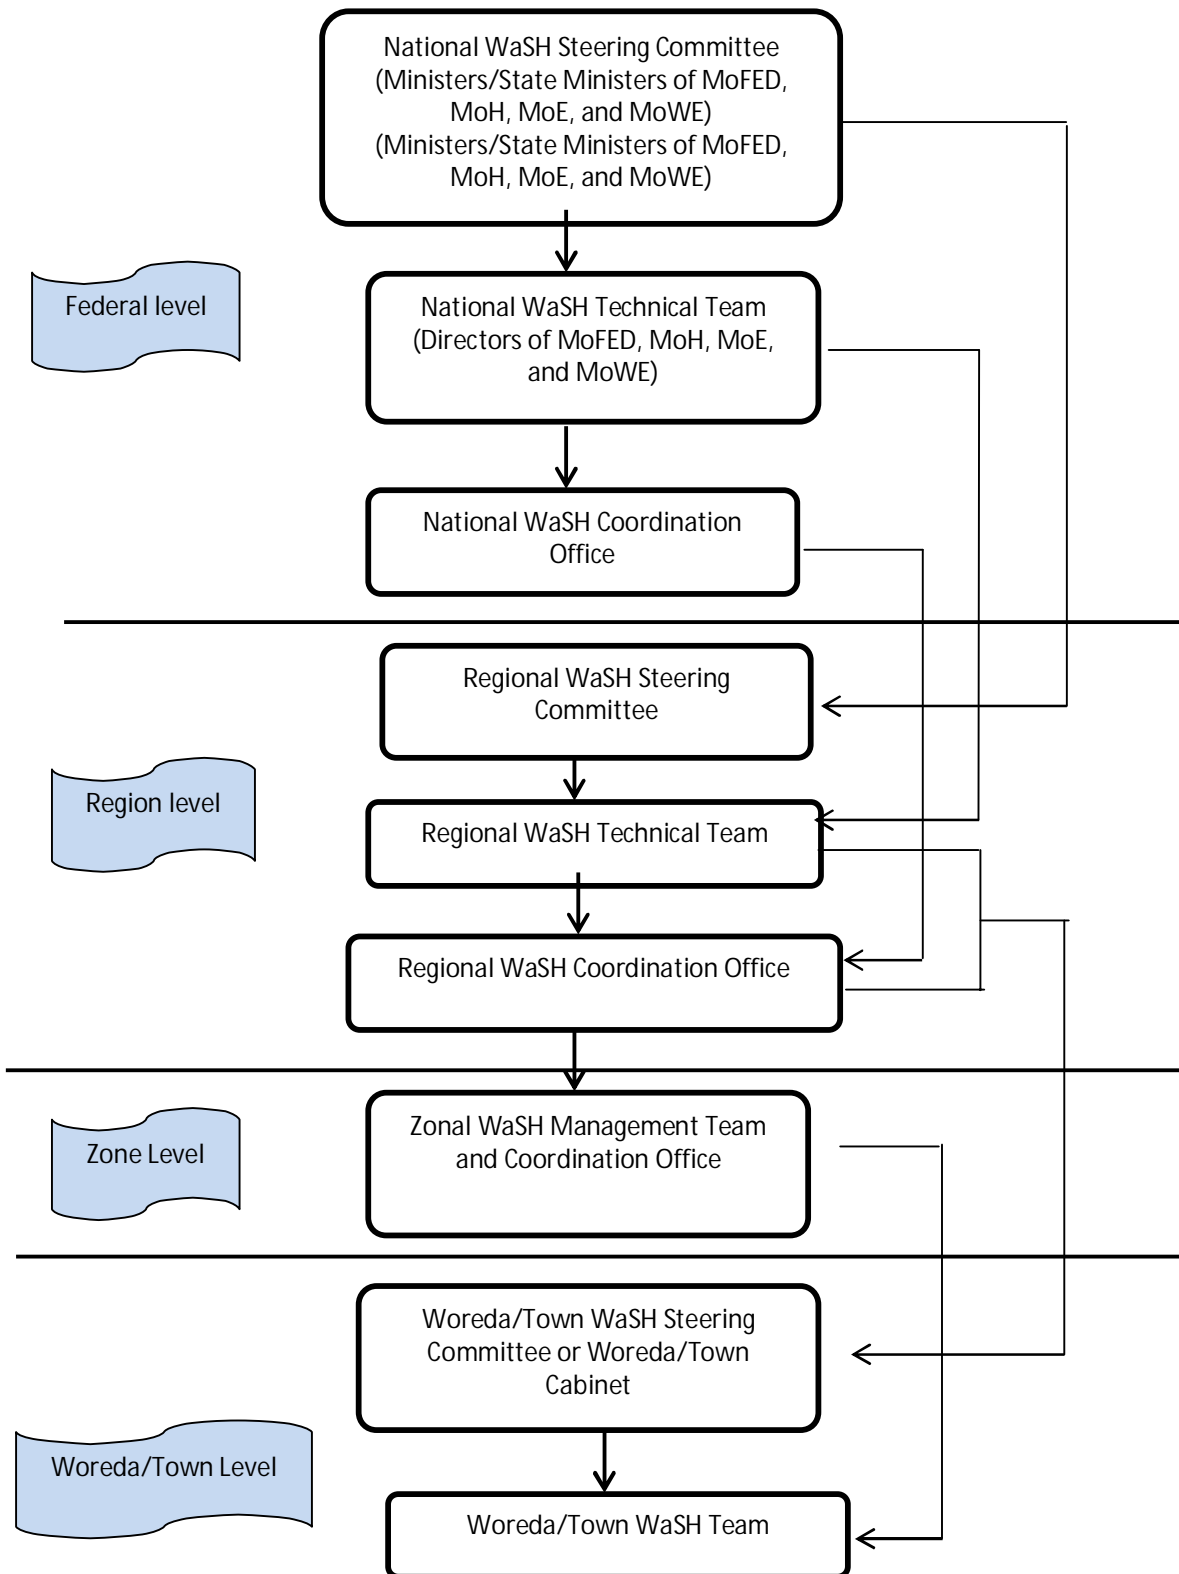 National WaSH Steering Committee
(Ministers/State Ministers of MoFED,
MoH, MoE, and MoWE)
(Ministers/State Ministers of MoFED,
MoH, MoE, and MoWE)
Federal level
National WaSH Technical Team
(Directors of MoFED, MoH, MoE,
and MoWE)
National WaSH Coordination
Office
Regional WaSH Steering
Committee
Region level
Regional WaSH Technical Team
Regional WaSH Coordination Office
Zone Level
Zonal WaSH Management Team
and Coordination Office
Woreda/Town WaSH Steering
Committee or Woreda/Town
Cabinet
Woreda/Town Level
Woreda/Town WaSH Team